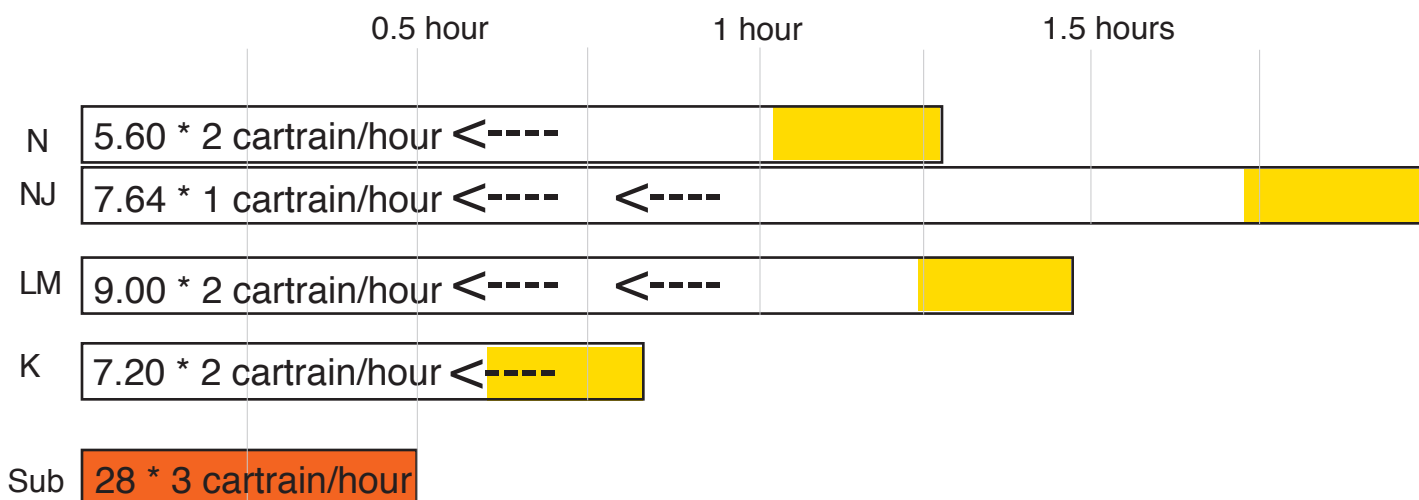 0.5 hour 1 hour 1.5 hours
N 5.60 * 2 cartrain/hour <----
NJ 7.64 * 1 cartrain/hour <---- <----
LM 9.00 * 2 cartrain/hour <---- <----
K 7.20 * 2 cartrain/hour <----
Sub 28 * 3 cartrain/hour